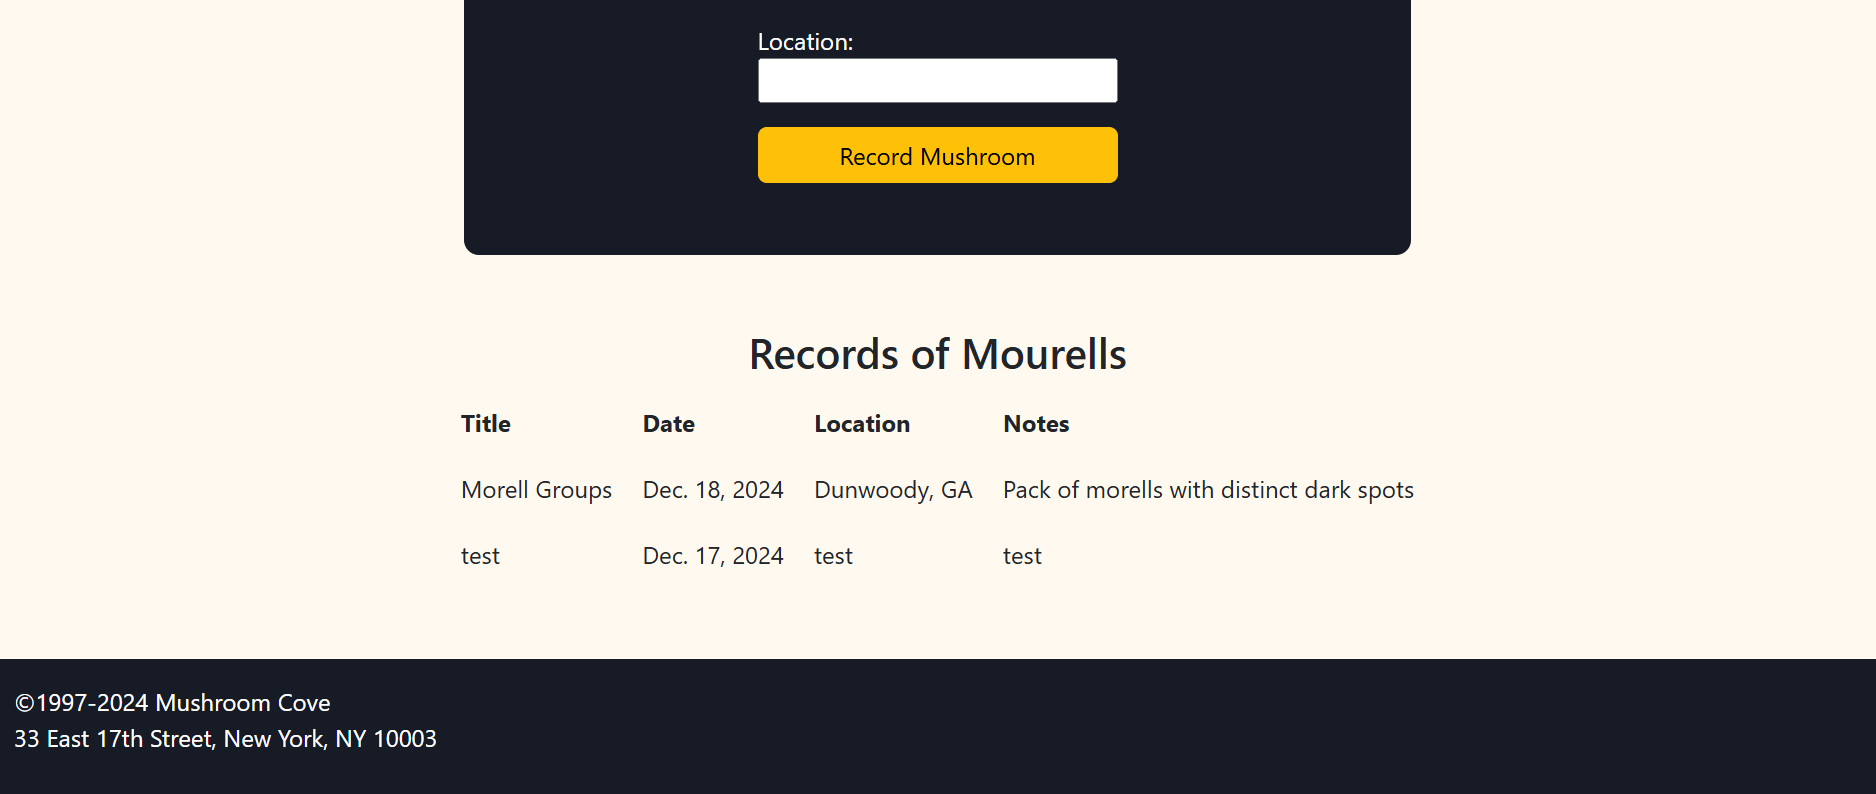 Location:
Record Mushroom
Records of Mourells
Title Date Location Notes
Morell Groups Dec. 18, 2024 Dunwoody, GA Pack of morells with distinct dark spots
test Dec. 17, 2024 test test
©1997-2024 Mushroom Cove
33 East 17th Street, New York, NY 10003